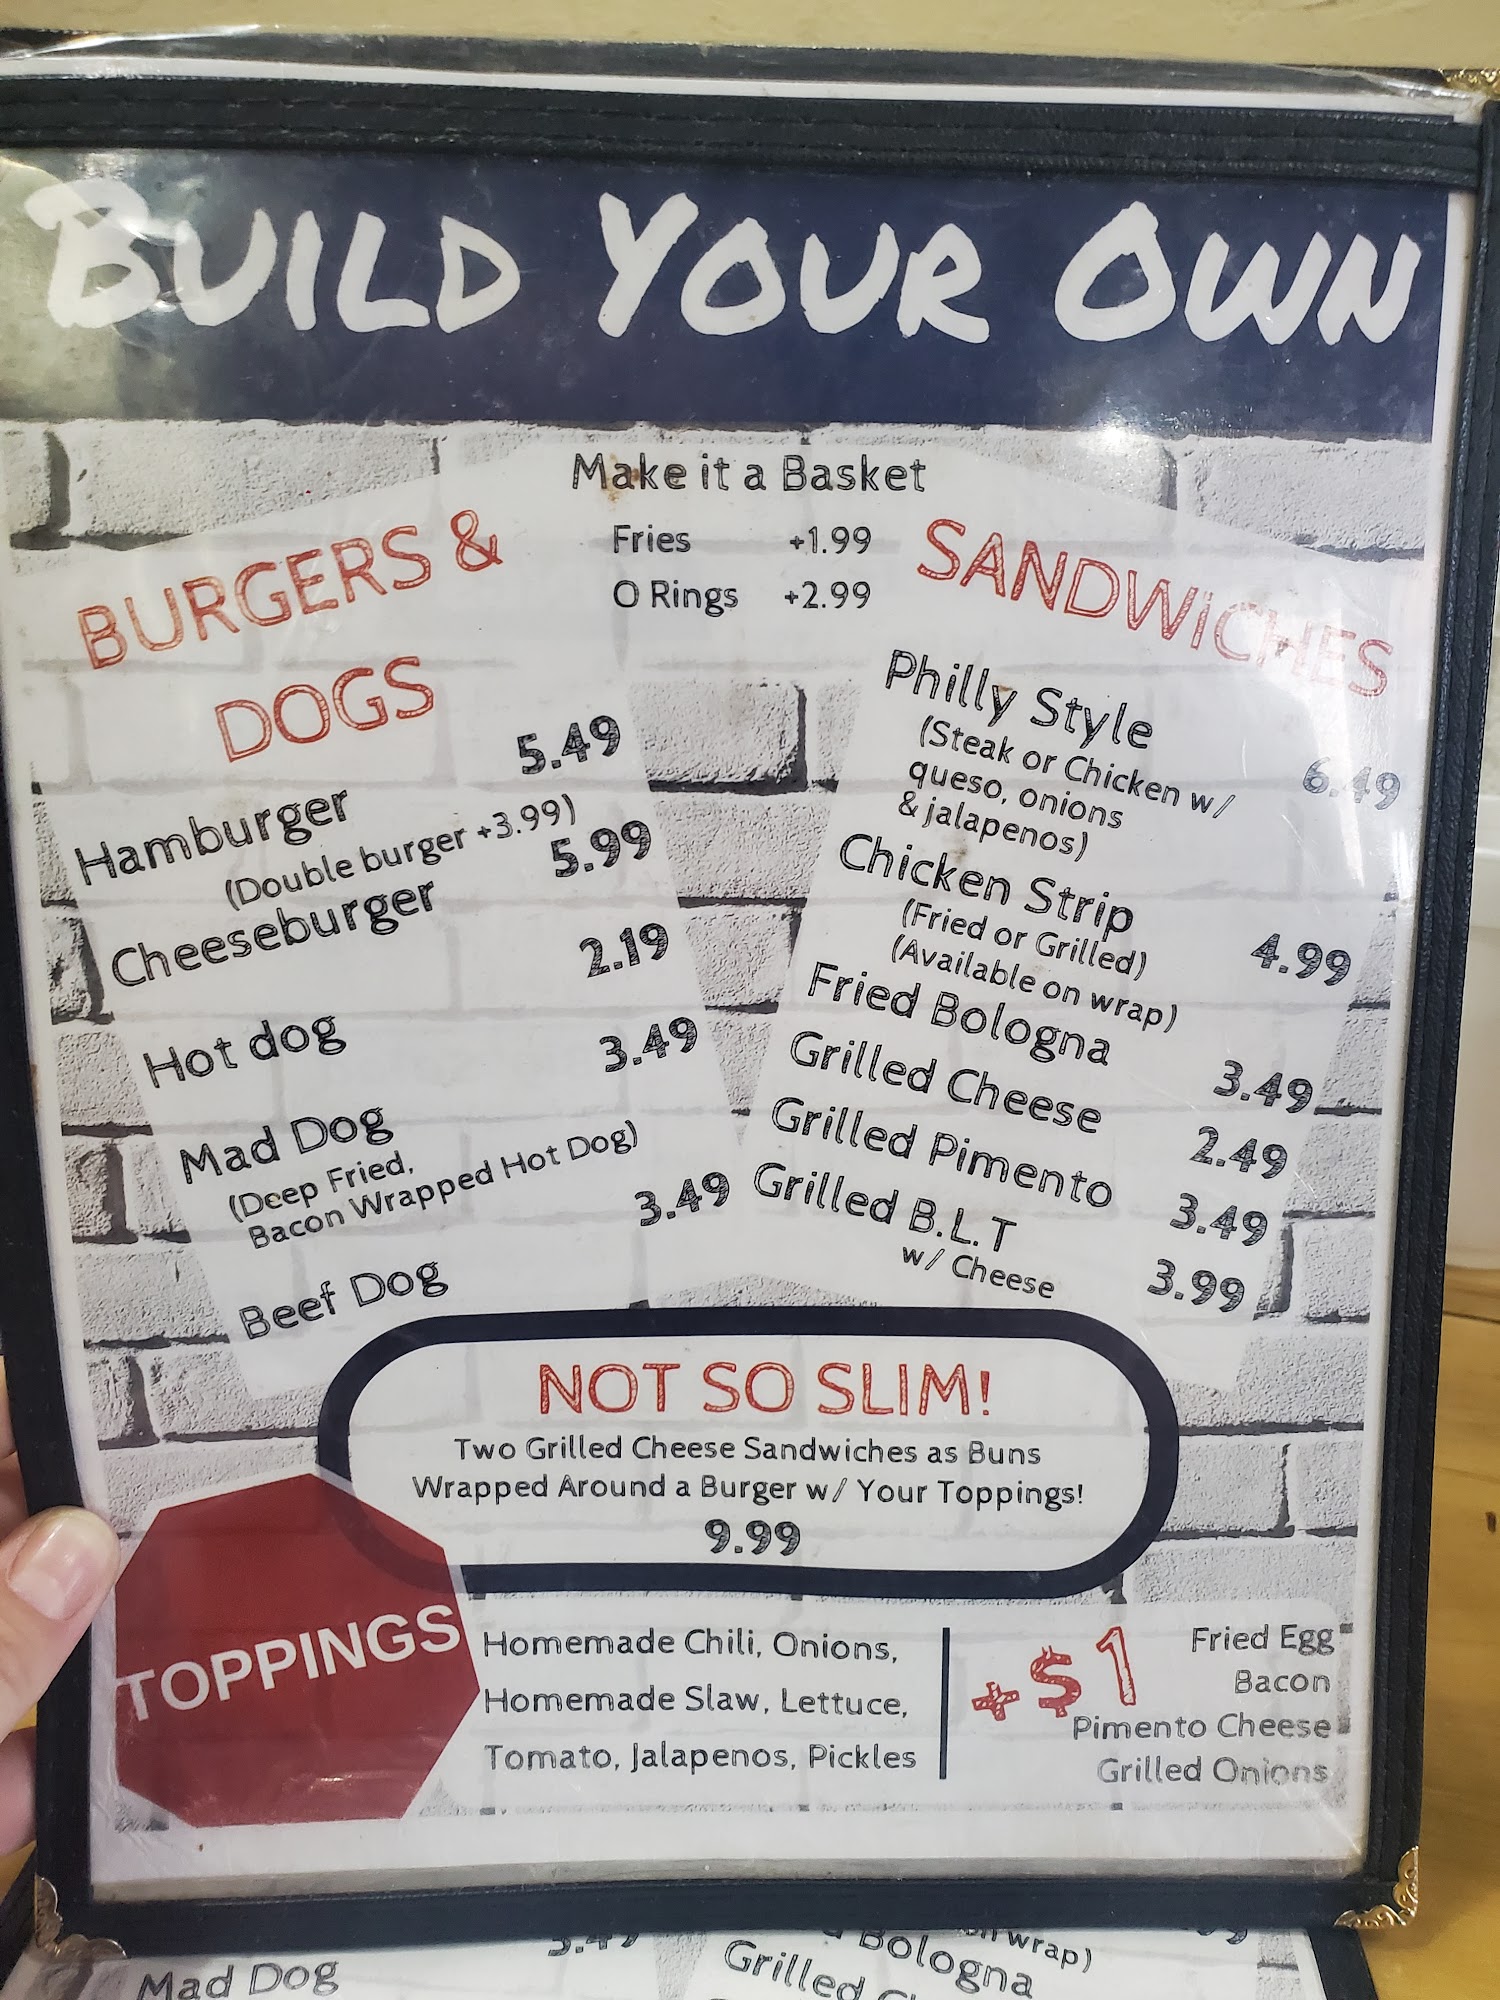 BUILD YOUR OWN
Make it a Basket
Fries +1.99
O Rings +2.99
BURGERS &
DOGS
Hamburger 5.49
(Double burger +3.99)
Cheeseburger 5.99
Hot dog 2.19
Mad Dog 3.49
(Deep Fried,
Bacon Wrapped Hot Dog)
Beef Dog 3.49
SANDWiCHES
Philly Style 6.49
(Steak or Chicken w/
queso, onions
& jalapenos)
Chicken Strip 4.99
(Fried or Grilled)
(Available on wrap)
Fried Bologna 3.49
Grilled Cheese 2.49
Grilled Pimento 3.49
Grilled B.L.T 3.99
w/ Cheese
NOT SO SLIM!
Two Grilled Cheese Sandwiches as Buns
Wrapped Around a Burger w/ Your Toppings!
9.99
TOPPINGS
Homemade Chili, Onions,
Homemade Slaw, Lettuce,
Tomato, Jalapenos, Pickles
+$1
Fried Egg
Bacon
Pimento Cheese
Grilled Onions
Mad Dog
Bologna
wrap)
Grilled